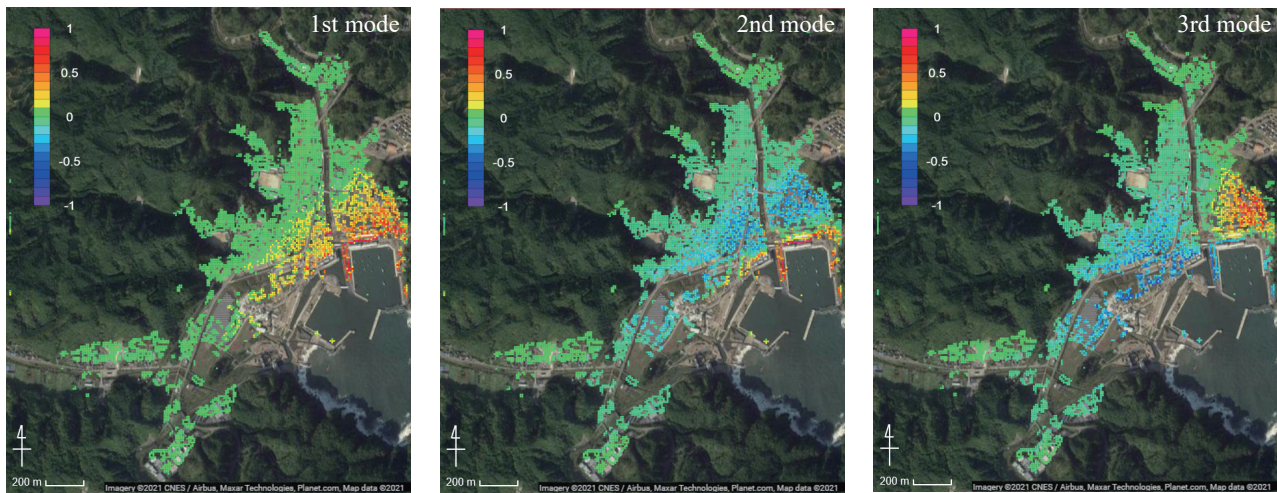 1st mode
1
0.5
0
-0.5
-1
4
200 m
Imagery ©2021 CNES / Airbus, Maxar Technologies, Planet.com, Map data ©2021
2nd mode
1
0.5
0
-0.5
-1
4
200 m
Imagery ©2021 CNES / Airbus, Maxar Technologies, Planet.com, Map data ©2021
3rd mode
1
0.5
0
-0.5
-1
4
200 m
Imagery ©2021 CNES / Airbus, Maxar Technologies, Planet.com, Map data ©2021